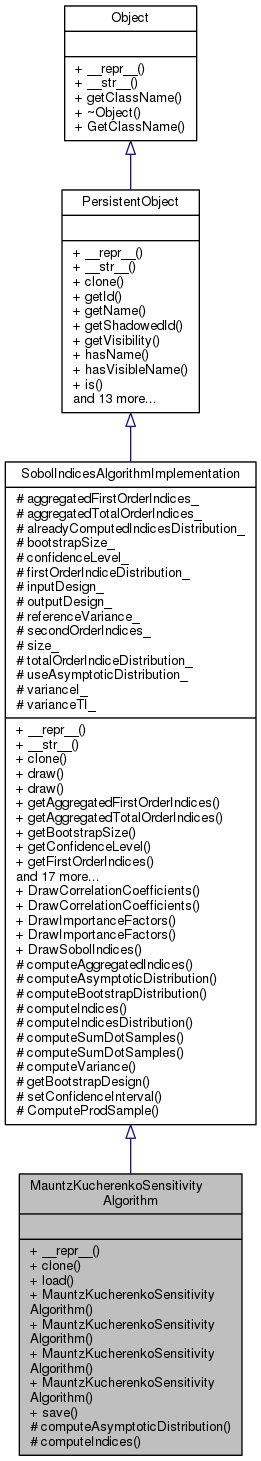 Object
+ __repr__()
+ __str__()
+ getClassName()
+ ~Object()
+ GetClassName()
PersistentObject
+ __repr__()
+ __str__()
+ clone()
+ getId()
+ getName()
+ getShadowedId()
+ getVisibility()
+ hasName()
+ hasVisibleName()
+ is()
and 13 more...
SobolIndicesAlgorithmImplementation
# aggregatedFirstOrderIndices_
# aggregatedTotalOrderIndices_
# alreadyComputedIndicesDistribution_
# bootstrapSize_
# confidenceLevel_
# firstOrderIndiceDistribution_
# inputDesign_
# outputDesign_
# referenceVariance_
# secondOrderIndices_
# size_
# totalOrderIndiceDistribution_
# useAsymptoticDistribution_
# varianceI_
# varianceTI_
+ __repr__()
+ __str__()
+ clone()
+ draw()
+ draw()
+ getAggregatedFirstOrderIndices()
+ getAggregatedTotalOrderIndices()
+ getBootstrapSize()
+ getConfidenceLevel()
+ getFirstOrderIndices()
and 17 more...
+ DrawCorrelationCoefficients()
+ DrawCorrelationCoefficients()
+ DrawImportanceFactors()
+ DrawImportanceFactors()
+ DrawSobolIndices()
# computeAggregatedIndices()
# computeAsymptoticDistribution()
# computeBootstrapDistribution()
# computeIndices()
# computeIndicesDistribution()
# computeSumDotSamples()
# computeSumDotSamples()
# computeVariance()
# getBootstrapDesign()
# setConfidenceInterval()
# ComputeProdSample()
MauntzKucherenkoSensitivity
Algorithm
+ __repr__()
+ clone()
+ load()
+ MauntzKucherenkoSensitivity
Algorithm()
+ MauntzKucherenkoSensitivity
Algorithm()
+ MauntzKucherenkoSensitivity
Algorithm()
+ MauntzKucherenkoSensitivity
Algorithm()
+ save()
# computeAsymptoticDistribution()
# computeIndices()